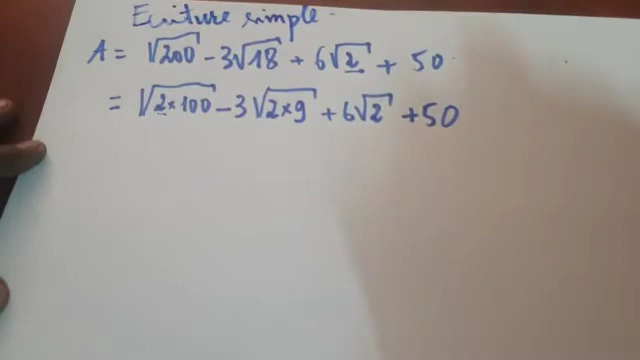 Ecriture simple.
A = √200 - 3√18 + 6√2 + 50
= √2×100 - 3√2×9 + 6√2 + 50